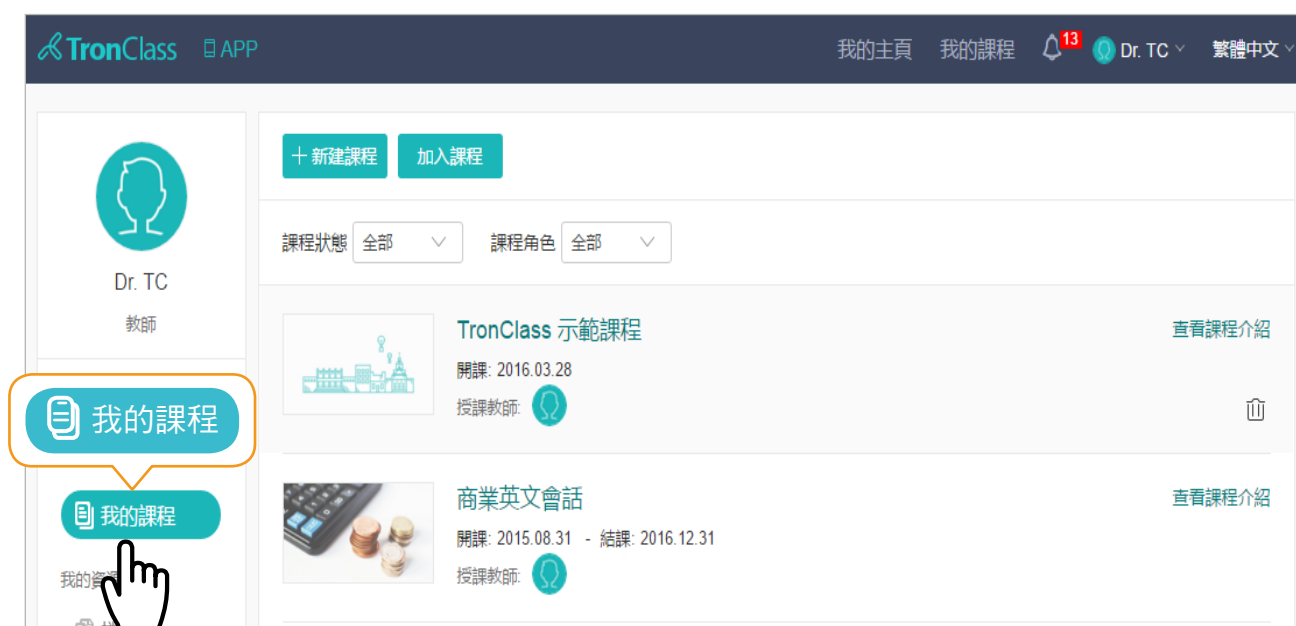 TronClass APP 我的主頁 我的課程 13 Dr. TC 繁體中文
＋新建課程 加入課程
課程狀態 全部 課程角色 全部
Dr. TC
教師
TronClass 示範課程 查看課程介紹
開課: 2016.03.28
授課教師:
我的課程
我的課程
商業英文會話 查看課程介紹
開課: 2015.08.31 - 結課: 2016.12.31
授課教師:
我的資